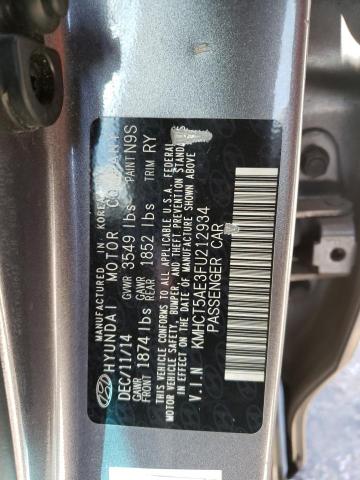 MANUFACTURED IN KOREA
HYUNDAI MOTOR
DEC/11/14 GVWR 3549 lbs PAINT N9S
GAWR FRONT 1874 lbs GAWR REAR 1892 lbs TRIM RY
THIS VEHICLE CONFORMS TO ALL APPLICABLE U.S.A. FEDERAL
MOTOR VEHICLE SAFETY, BUMPER, AND THEFT PREVENTION STANDARDS
IN EFFECT ON THE DATE OF MANUFACTURE SHOWN ABOVE
V.I.N KMHCT5AE3FU212934
PASSENGER CAR